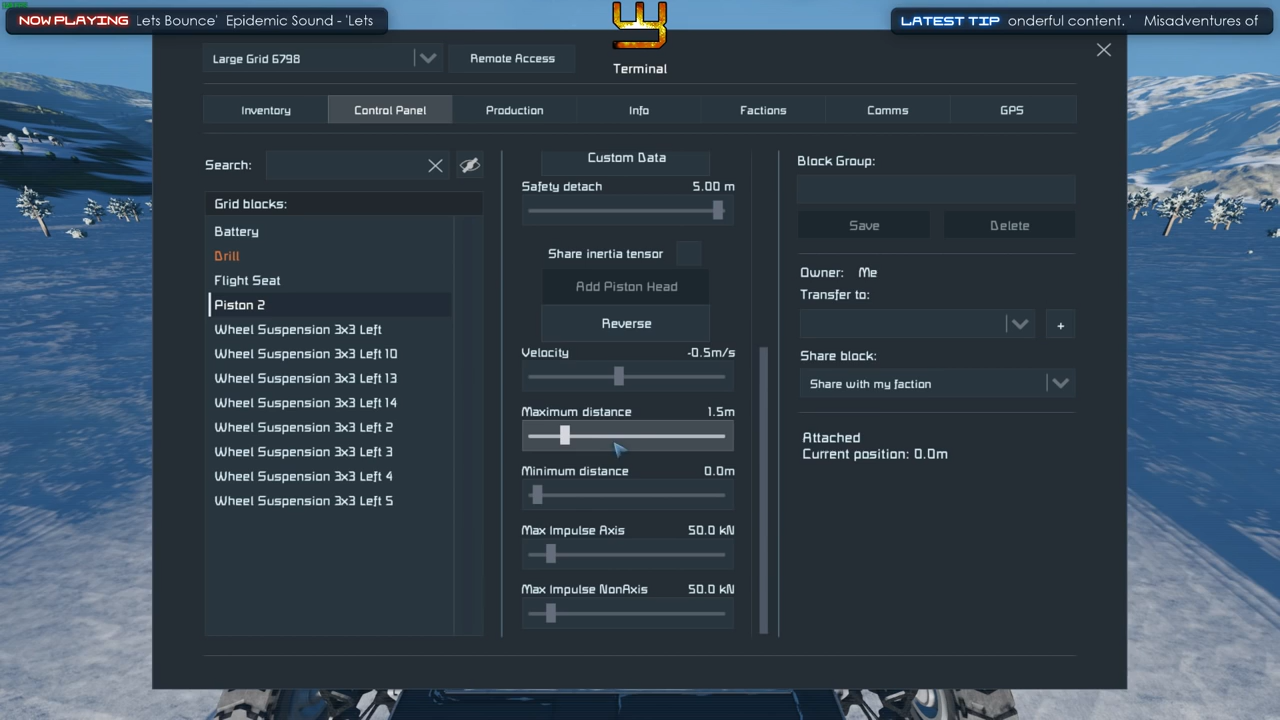 NOW PLAYING Lets Bounce' Epidemic Sound - 'Lets
LATEST TIP onderful content. ' Misadventures of
Large Grid 6798
Remote Access
Terminal
Inventory
Control Panel
Production
Info
Factions
Comms
GPS
Search:
Grid blocks:
Battery
Drill
Flight Seat
Piston 2
Wheel Suspension 3x3 Left
Wheel Suspension 3x3 Left 10
Wheel Suspension 3x3 Left 13
Wheel Suspension 3x3 Left 14
Wheel Suspension 3x3 Left 2
Wheel Suspension 3x3 Left 3
Wheel Suspension 3x3 Left 4
Wheel Suspension 3x3 Left 5
Custom Data
Safety detach 5.00 m
Share inertia tensor
Add Piston Head
Reverse
Velocity -0.5m/s
Maximum distance 1.5m
Minimum distance 0.0m
Max Impulse Axis 50.0 kN
Max Impulse NonAxis 50.0 kN
Block Group:
Save
Delete
Owner: Me
Transfer to:
+
Share block:
Share with my faction
Attached
Current position: 0.0m